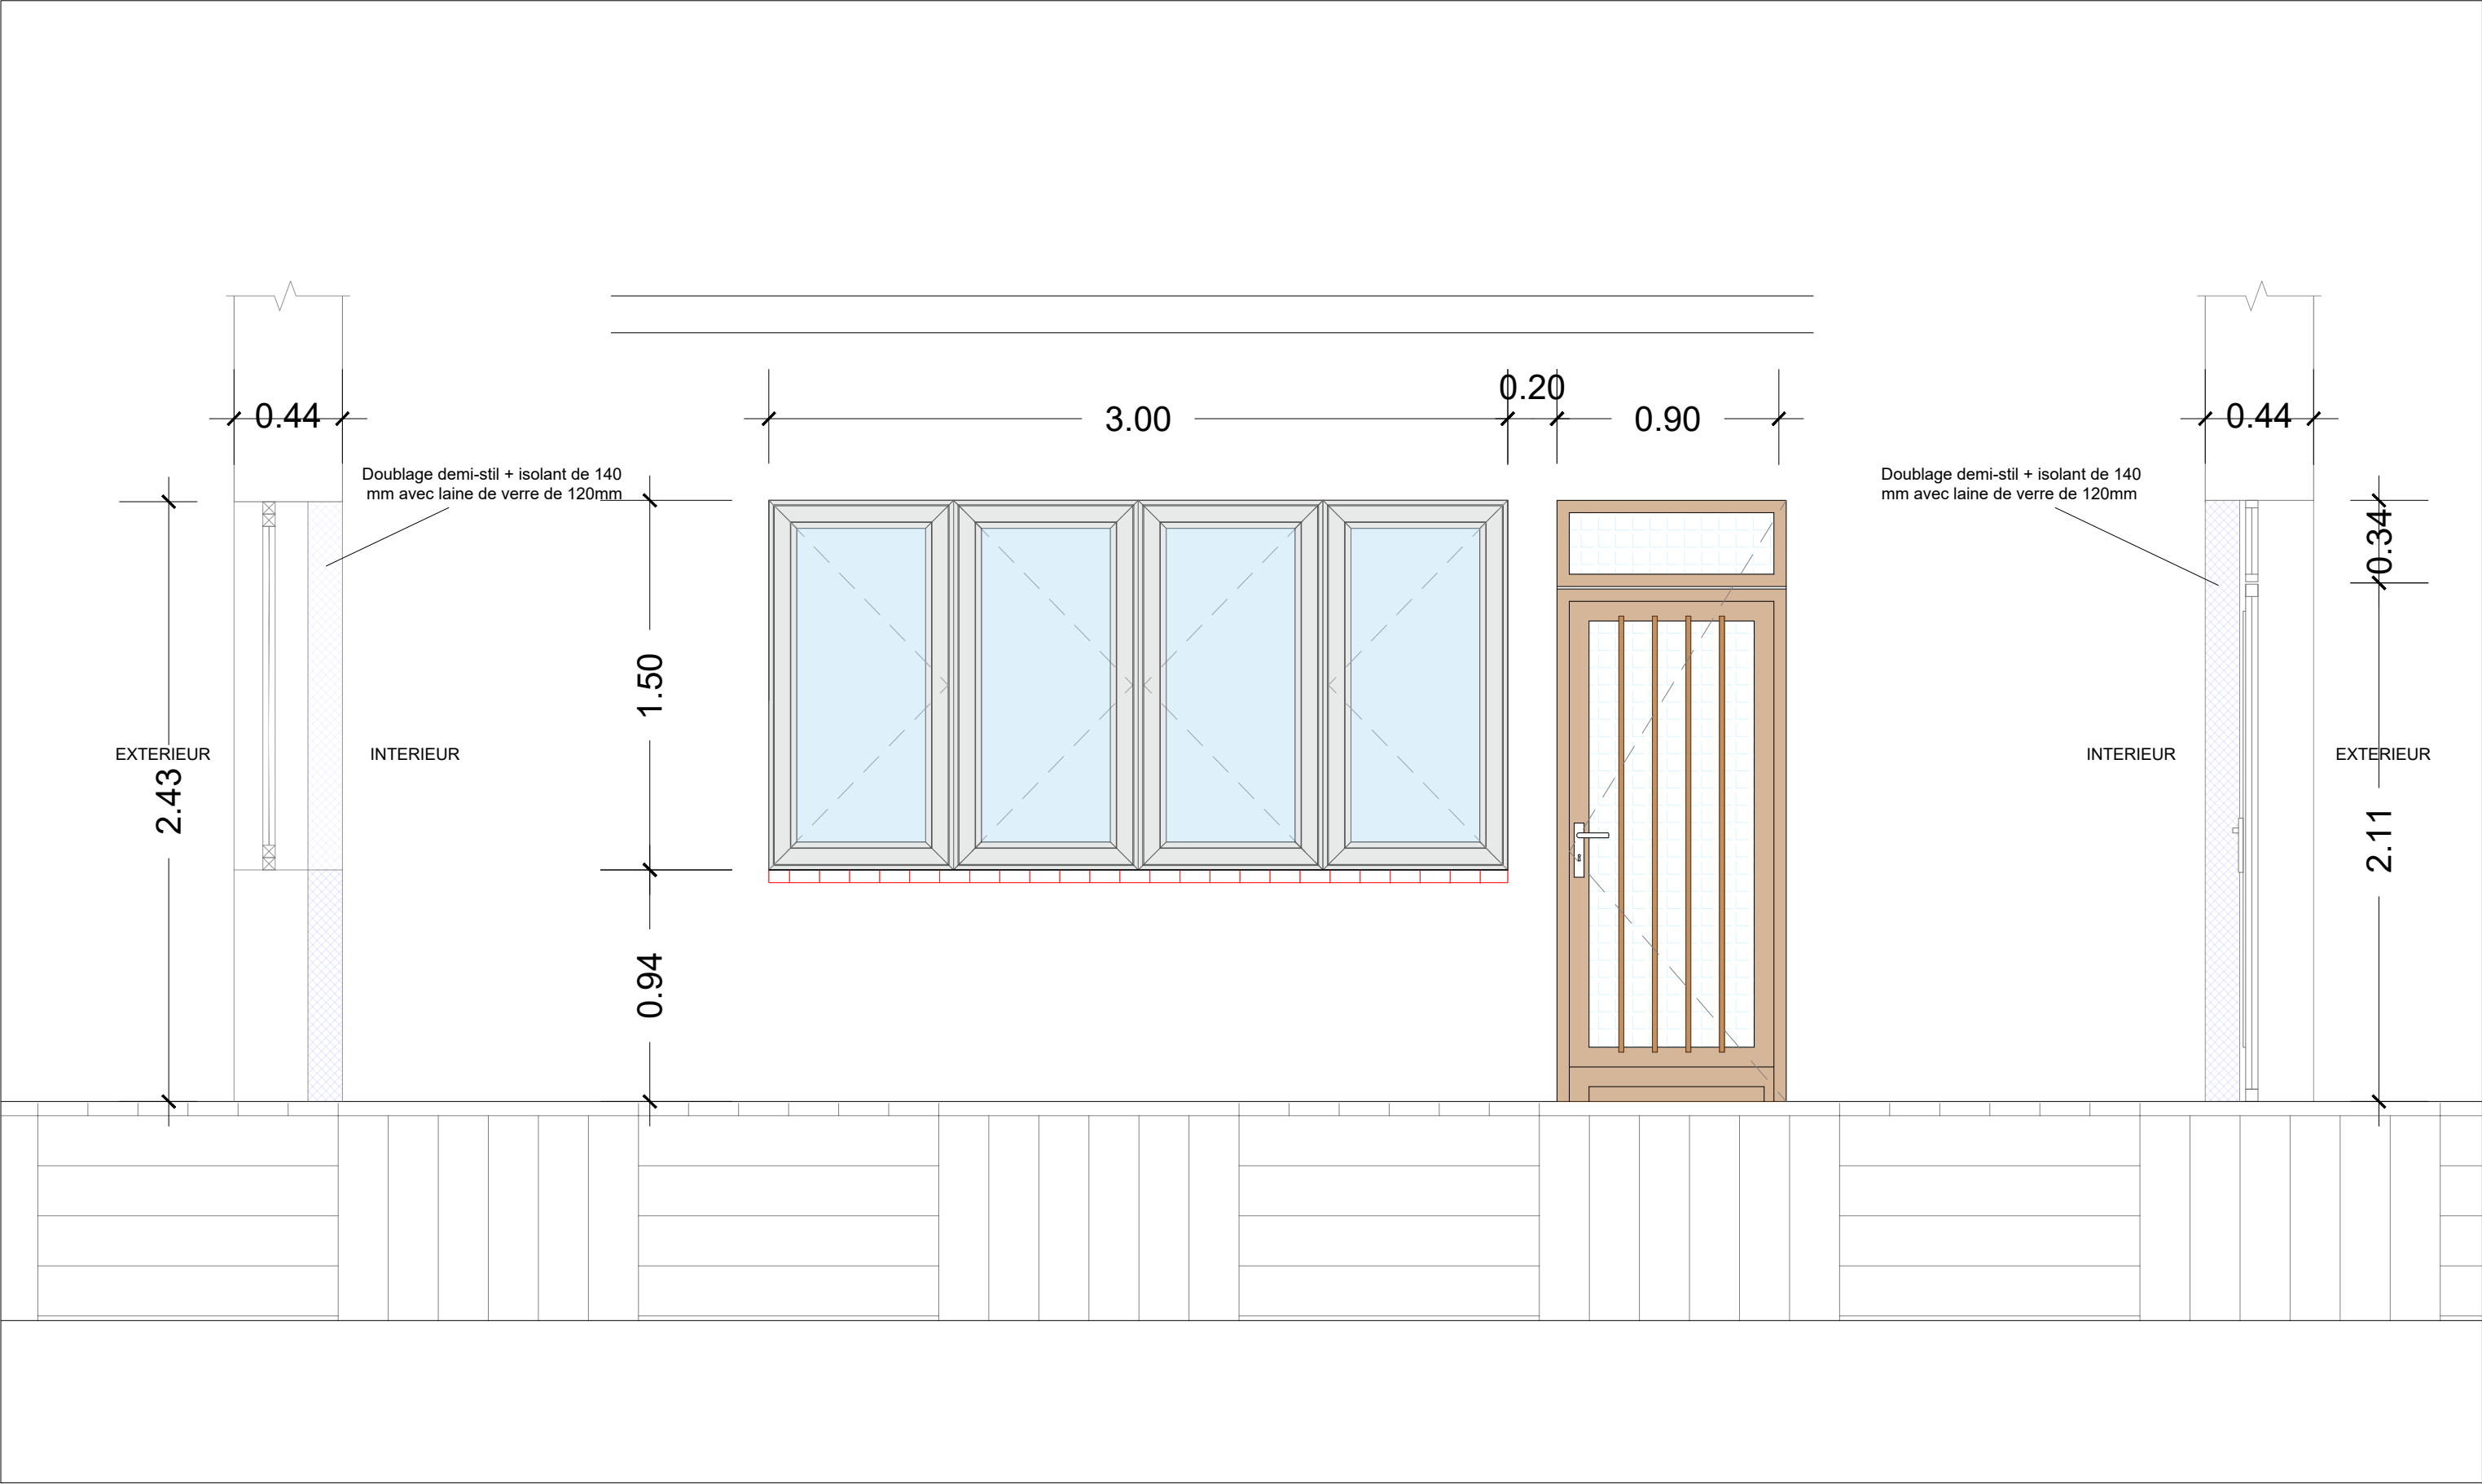 0.20
0.44
3.00
0.90
0.44
Doublage demi-stil + isolant de 140
mm avec laine de verre de 120mm
Doublage demi-stil + isolant de 140
mm avec laine de verre de 120mm
0.34
1.50
EXTERIEUR
INTERIEUR
INTERIEUR
EXTERIEUR
2.43
2.11
0.94